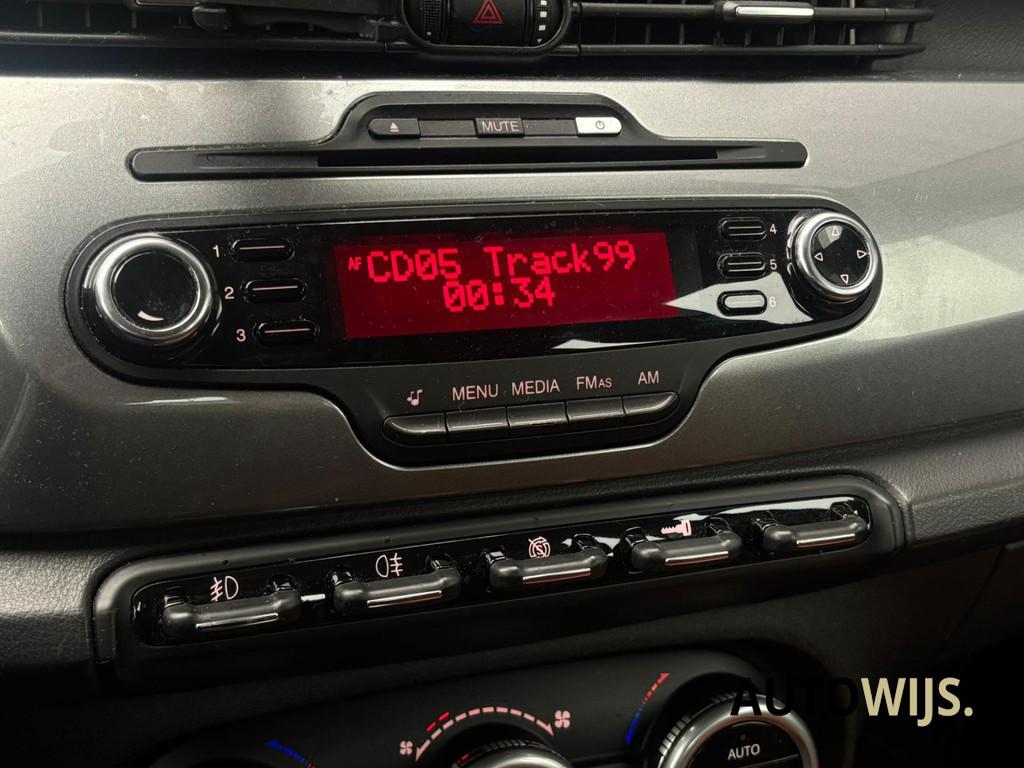 MUTE
1
2
3
AF CD05 Track99
00:34
4
5
6
MENU MEDIA FMAS AM
AUTO
AUTOWIJS.